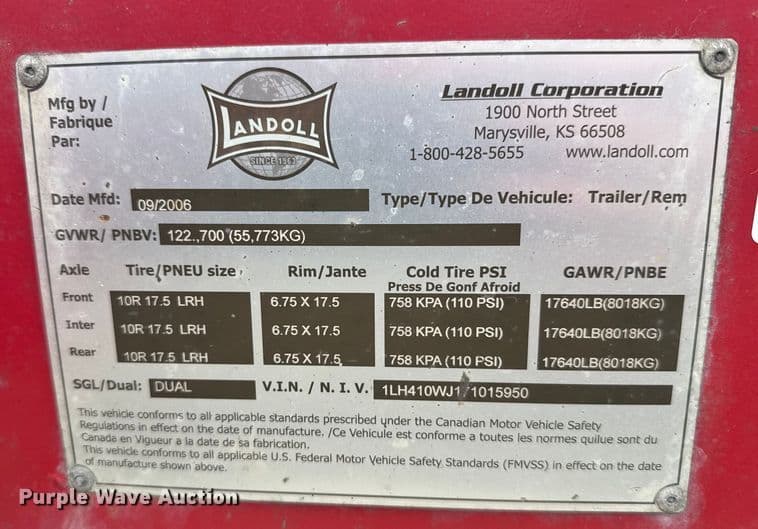 Mfg by /
Fabrique
Par:
LANDOLL
SINCE 1963
Landoll Corporation
1900 North Street
Marysville, KS 66508
1-800-428-5655 www.landoll.com
Date Mfd: 09/2006 Type/Type De Vehicule: Trailer/Rem
GVWR/ PNBV: 122.,700 (55,773KG)
Axle Tire/PNEU size Rim/Jante Cold Tire PSI GAWR/PNBE
Press De Gonf Afroid
Front 10R 17.5 LRH 6.75 X 17.5 758 KPA (110 PSI) 17640LB(8018KG)
Inter 10R 17.5 LRH 6.75 X 17.5 758 KPA (110 PSI) 17640LB(8018KG)
Rear 10R 17.5 LRH 6.75 X 17.5 758 KPA (110 PSI) 17640LB(8018KG)
SGL/Dual: DUAL V.I.N. / N. I. V. 
This vehicle conforms to all applicable standards prescribed under the Canadian Motor Vehicle Safety
Regulations in effect on the date of manufacture. /Ce Vehicule est conforme a toutes les normes quilue sont du
Canada en Vigueur a la date de sa fabrication.
This vehicle conforms to all applicable U.S. Federal Motor Vehicle Safety Standards (FMVSS) in effect on the date
of manufacture shown above.
Purple Wave Auction